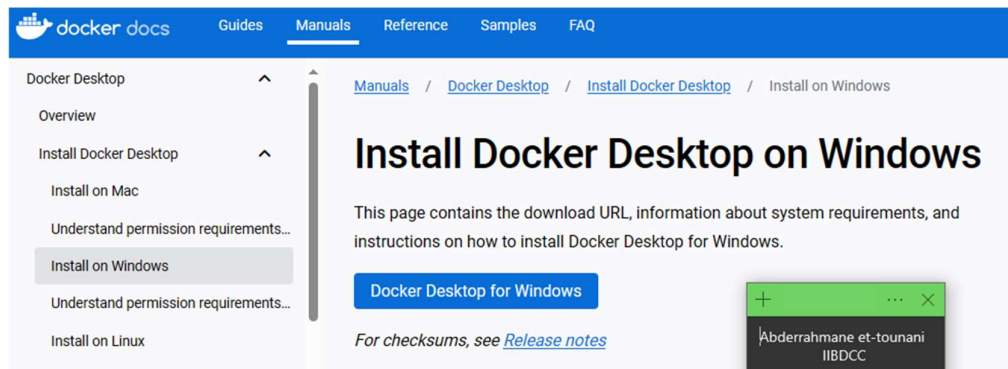 docker docs
Guides
Manuals
Reference
Samples
FAQ
Docker Desktop
Overview
Install Docker Desktop
Install on Mac
Understand permission requirements...
Install on Windows
Understand permission requirements...
Install on Linux
Manuals / Docker Desktop / Install Docker Desktop / Install on Windows
Install Docker Desktop on Windows
This page contains the download URL, information about system requirements, and
instructions on how to install Docker Desktop for Windows.
Docker Desktop for Windows
For checksums, see Release notes
Abderrahmane et-tounani
IIBDCC